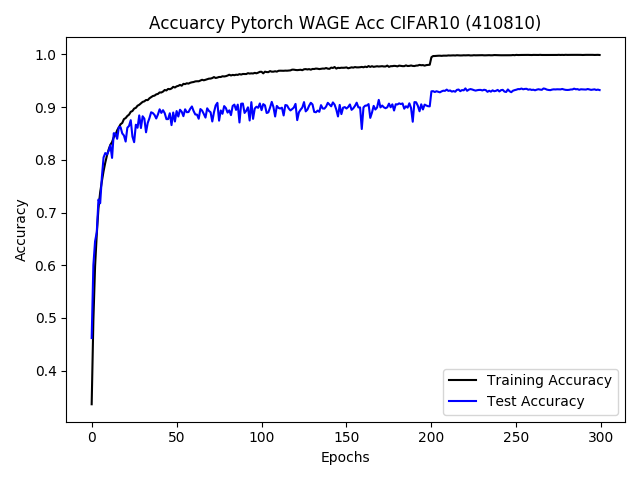 Accuarcy Pytorch WAGE Acc CIFAR10 (410810)
1.0
0.9
0.8
0.7
0.6
0.5
0.4
Accuracy
0 50 100 150 200 250 300
Epochs
Training Accuracy
Test Accuracy